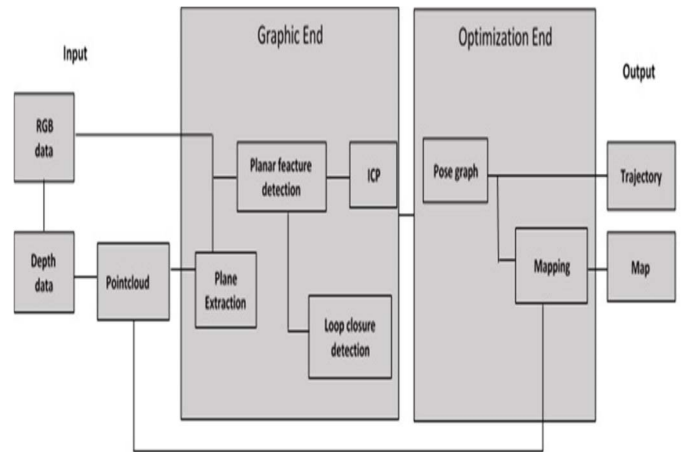 Input
Graphic End
Optimization End
Output
RGB
data
Planar feacture
detection
ICP
Pose graph
Trajectory
Depth
data
Pointcloud
Plane
Extraction
Loop closure
detection
Mapping
Map